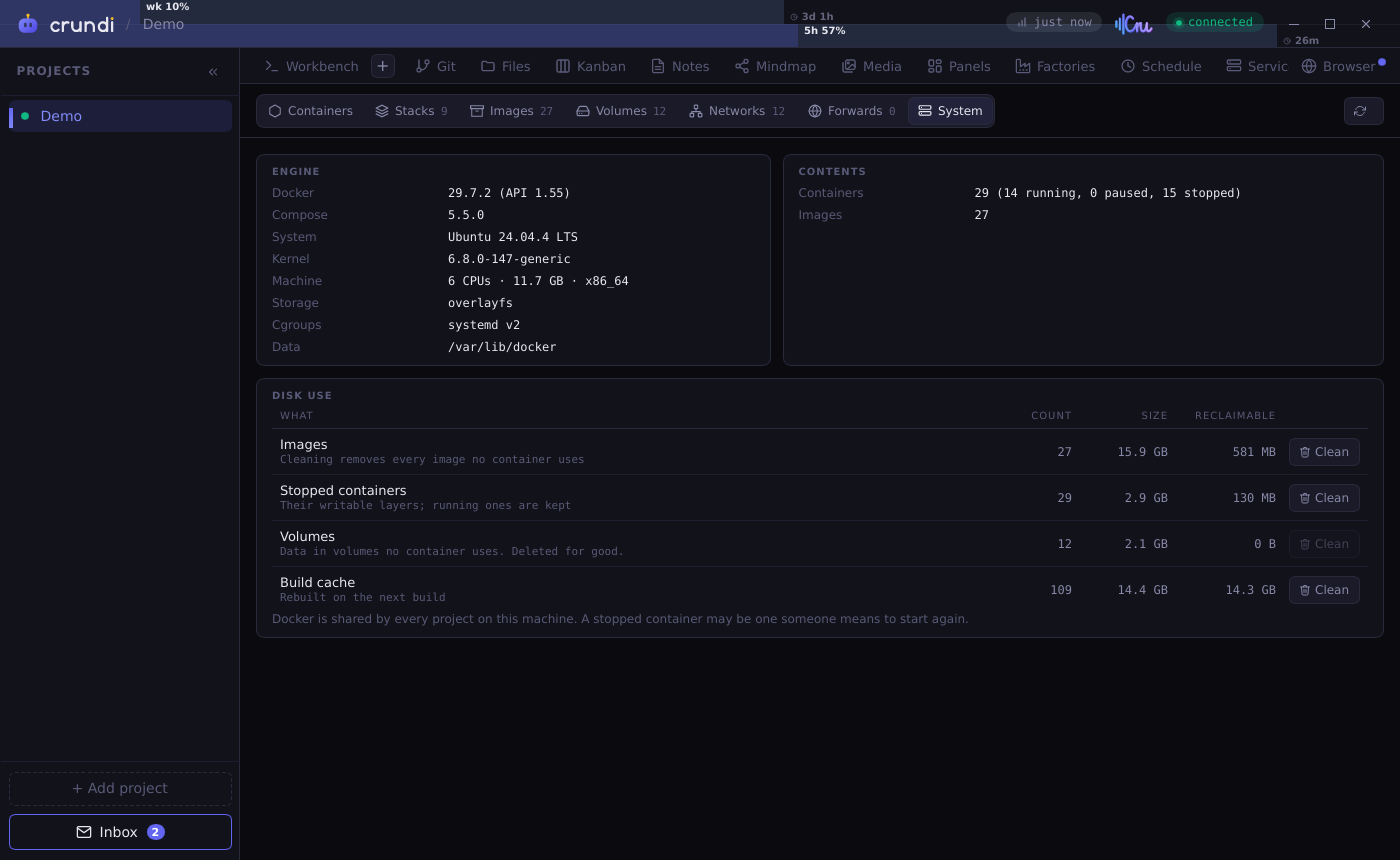 wk 10%
3d 1h
5h 57%
26m
crundi / Demo
just now
Cru
connected
PROJECTS «
Demo
+ Add project
Inbox 2
Workbench + Git Files Kanban Notes Mindmap Media Panels Factories Schedule Servic Browser
Containers Stacks 9 Images 27 Volumes 12 Networks 12 Forwards 0 System
ENGINE
Docker 29.7.2 (API 1.55)
Compose 5.5.0
System Ubuntu 24.04.4 LTS
Kernel 6.8.0-147-generic
Machine 6 CPUs · 11.7 GB · x86_64
Storage overlayfs
Cgroups systemd v2
Data /var/lib/docker
CONTENTS
Containers 29 (14 running, 0 paused, 15 stopped)
Images 27
DISK USE
WHAT COUNT SIZE RECLAIMABLE
Images 27 15.9 GB 581 MB Clean
Cleaning removes every image no container uses
Stopped containers 29 2.9 GB 130 MB Clean
Their writable layers; running ones are kept
Volumes 12 2.1 GB 0 B Clean
Data in volumes no container uses. Deleted for good.
Build cache 109 14.4 GB 14.3 GB Clean
Rebuilt on the next build
Docker is shared by every project on this machine. A stopped container may be one someone means to start again.